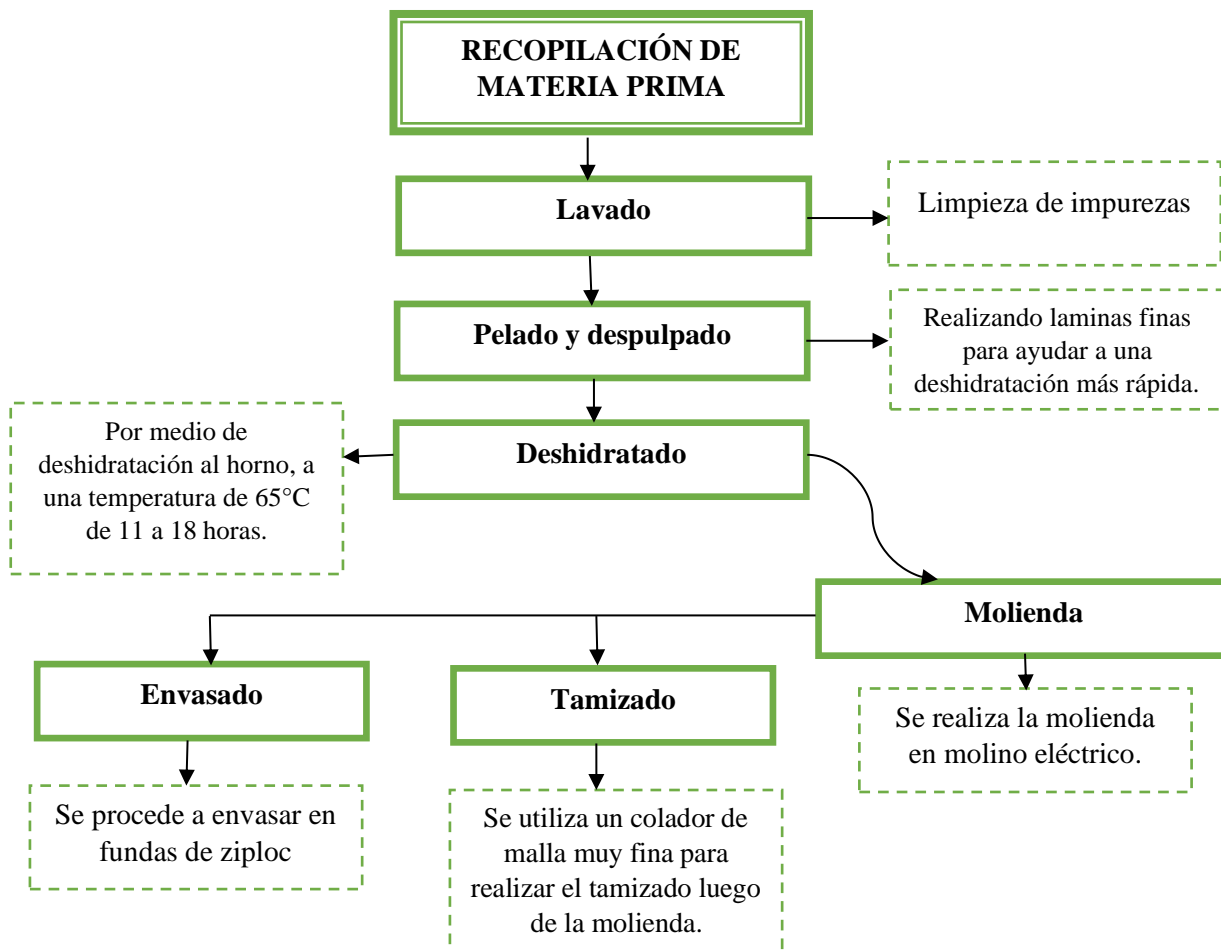 RECOPILACIÓN DE
MATERIA PRIMA
Lavado
Limpieza de impurezas
Pelado y despulpado
Realizando laminas finas
para ayudar a una
deshidratación más rápida.
Deshidratado
Por medio de
deshidratación al horno, a
una temperatura de 65°C
de 11 a 18 horas.
Molienda
Se realiza la molienda
en molino eléctrico.
Tamizado
Se utiliza un colador de
malla muy fina para
realizar el tamizado luego
de la molienda.
Envasado
Se procede a envasar en
fundas de ziploc